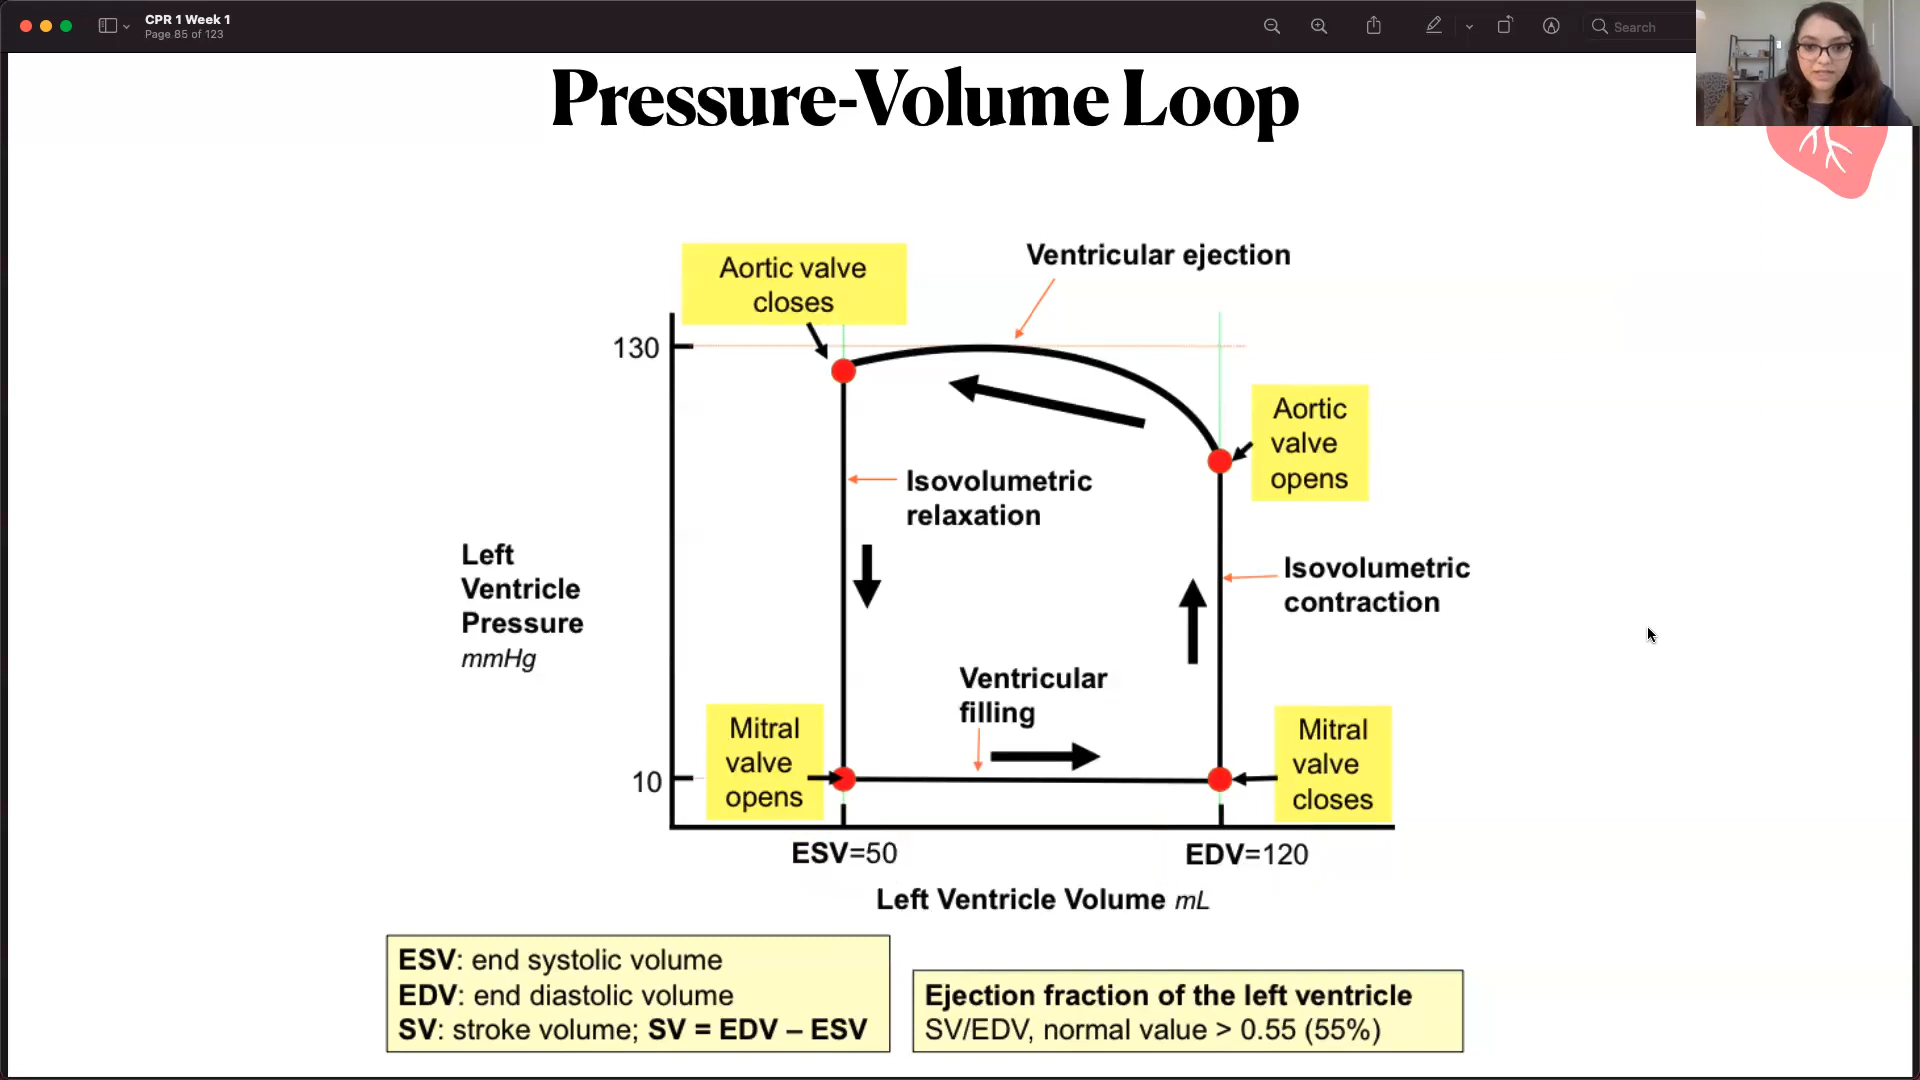 CPR 1 Week 1
Page 85 of 123
Search
Pressure-Volume Loop
Aortic valve
closes
Ventricular ejection
130
Aortic
valve
opens
Isovolumetric
relaxation
Left
Ventricle
Pressure
mmHg
Isovolumetric
contraction
Ventricular
filling
Mitral
valve
opens
Mitral
valve
closes
10
ESV=50
EDV=120
Left Ventricle Volume mL
ESV: end systolic volume
EDV: end diastolic volume
SV: stroke volume; SV = EDV – ESV
Ejection fraction of the left ventricle
SV/EDV, normal value > 0.55 (55%)